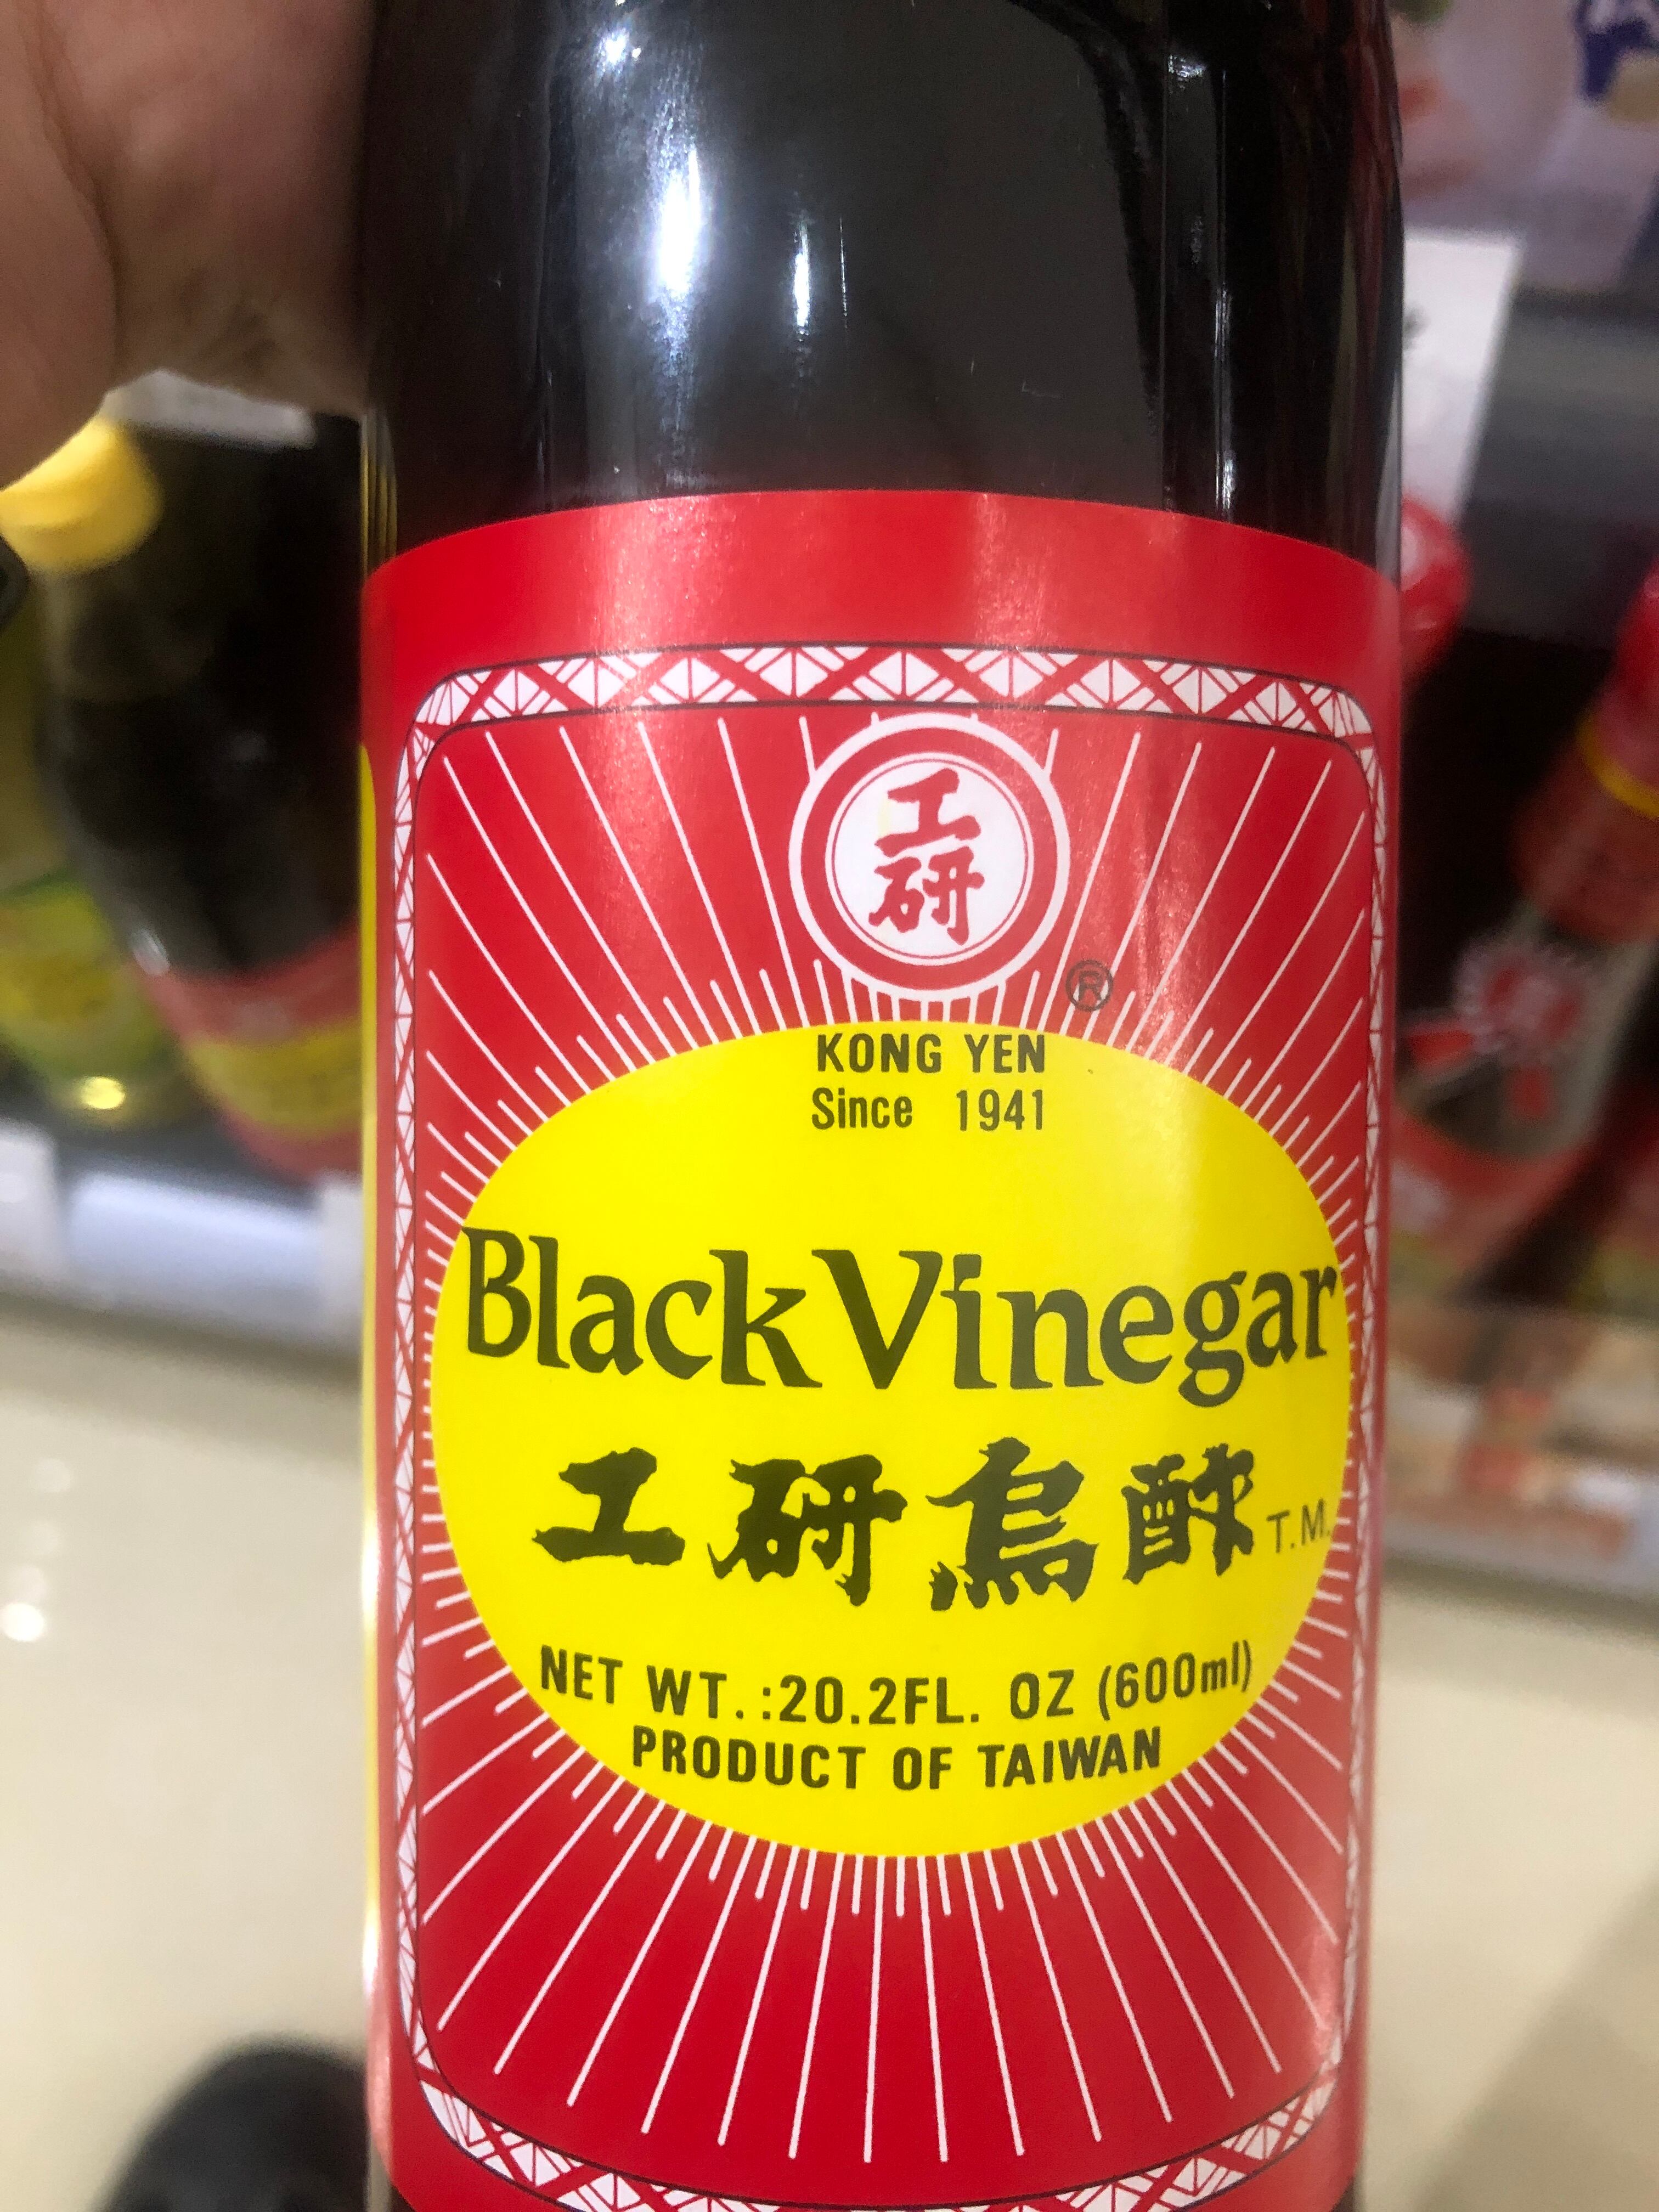 工
研
®
KONG YEN
Since 1941
Black Vinegar
工研烏酢 T.M.
NET WT.:20.2FL. OZ (600ml)
PRODUCT OF TAIWAN